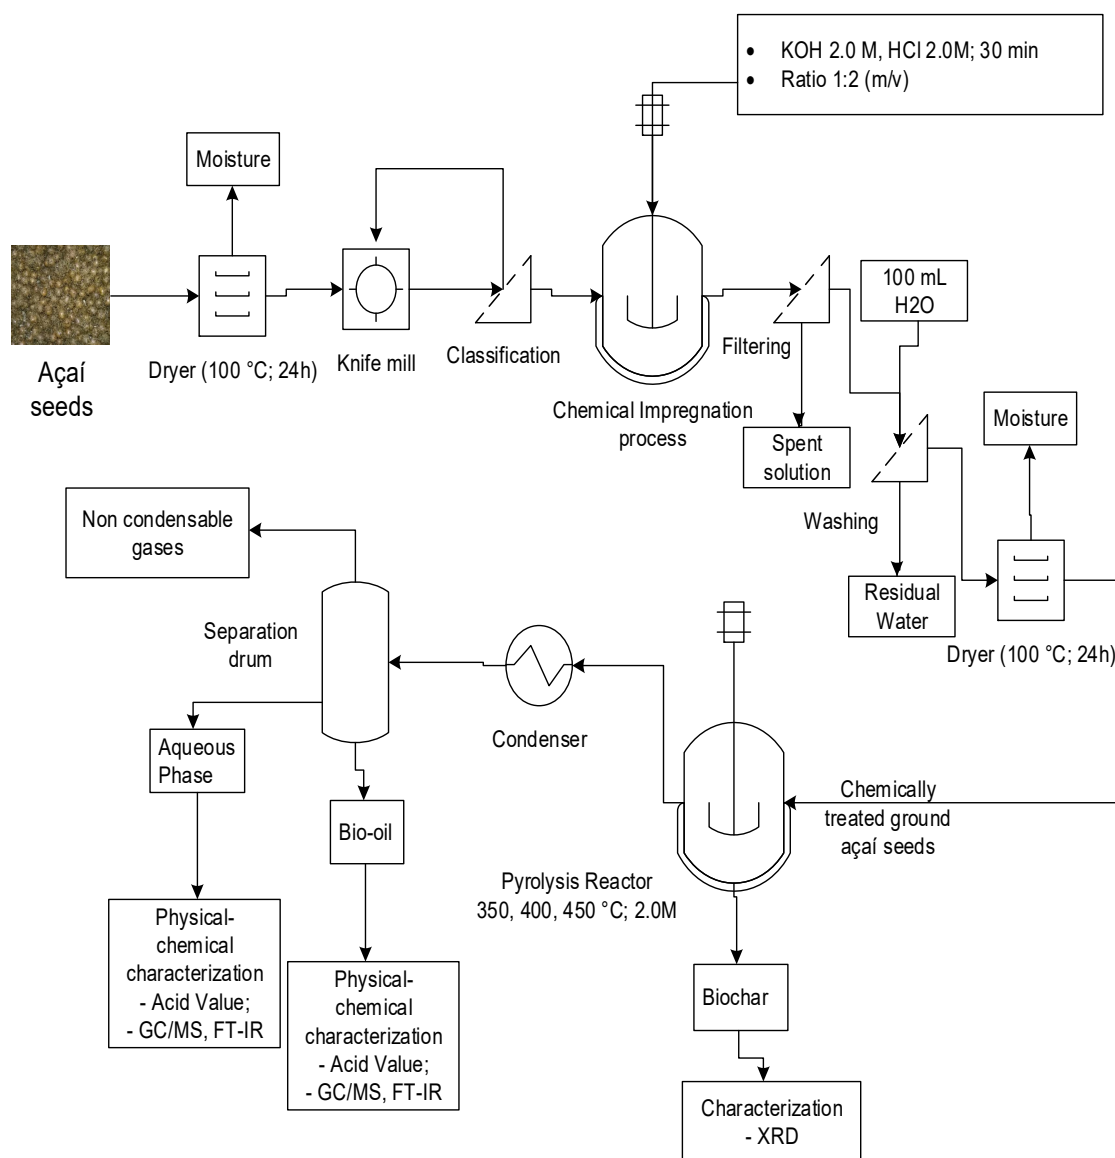 • KOH 2.0 M, HCl 2.0M; 30 min
• Ratio 1:2 (m/v)
Moisture
Açaí
seeds
Dryer (100 °C; 24h)
Knife mill
Classification
Chemical Impregnation
process
Filtering
Spent
solution
100 mL
H2O
Washing
Residual
Water
Moisture
Dryer (100 °C; 24h)
Non condensable
gases
Separation
drum
Condenser
Aqueous
Phase
Bio-oil
Chemically
treated ground
açaí seeds
Pyrolysis Reactor
350, 400, 450 °C; 2.0M
Physical-
chemical
characterization
- Acid Value;
- GC/MS, FT-IR
Physical-
chemical
characterization
- Acid Value;
- GC/MS, FT-IR
Biochar
Characterization
- XRD